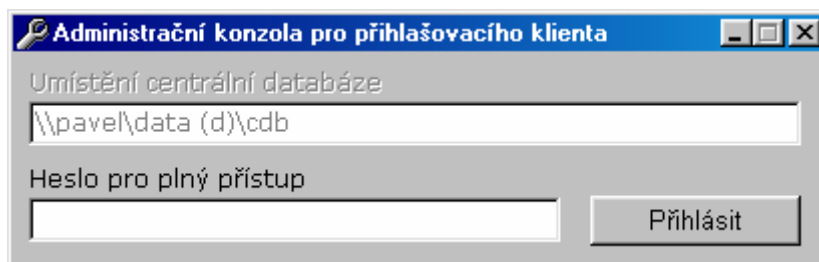 Administrační konzola pro přihlašovacího klienta
Umístění centrální databáze
\\pavel\data (d)\cdb
Heslo pro plný přístup
Přihlásit